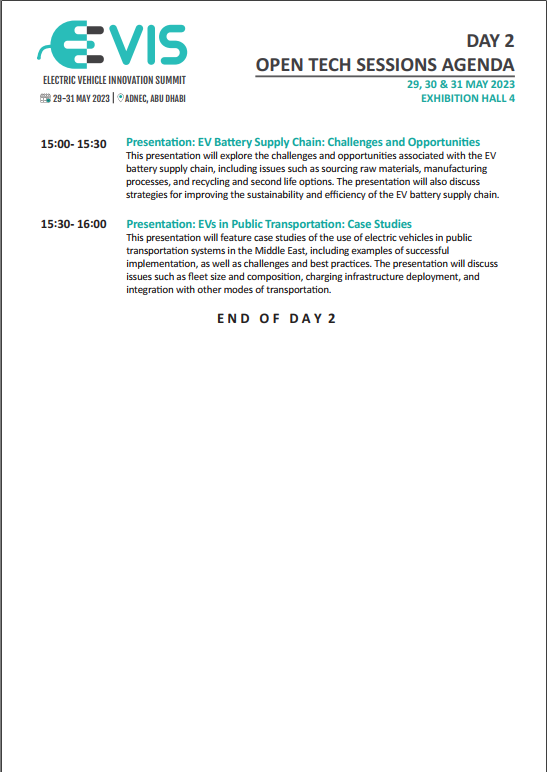 EVIS
ELECTRIC VEHICLE INNOVATION SUMMIT
29-31 MAY 2023 | ADNEC, ABU DHABI
DAY 2
OPEN TECH SESSIONS AGENDA
29, 30 & 31 MAY 2023
EXHIBITION HALL 4
15:00- 15:30
Presentation: EV Battery Supply Chain: Challenges and Opportunities
This presentation will explore the challenges and opportunities associated with the EV
battery supply chain, including issues such as sourcing raw materials, manufacturing
processes, and recycling and second life options. The presentation will also discuss
strategies for improving the sustainability and efficiency of the EV battery supply chain.
15:30- 16:00
Presentation: EVs in Public Transportation: Case Studies
This presentation will feature case studies of the use of electric vehicles in public
transportation systems in the Middle East, including examples of successful
implementation, as well as challenges and best practices. The presentation will discuss
issues such as fleet size and composition, charging infrastructure deployment, and
integration with other modes of transportation.
END OF DAY 2